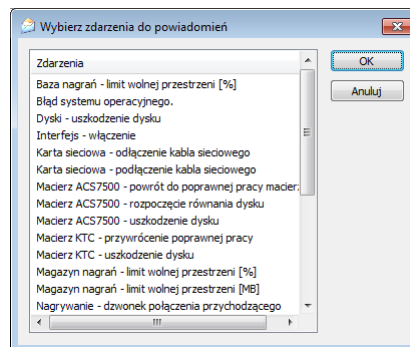 Wybierz zdarzenia do powiadomień
Zdarzenia
OK
Baza nagrań - limit wolnej przestrzeni [%]
Błąd systemu operacyjnego.
Anuluj
Dyski - uszkodzenie dysku
Interfejs - włączenie
Karta sieciowa - odłączenie kabla sieciowego
Karta sieciowa - podłączenie kabla sieciowego
Macierz ACS7500 - powrót do poprawnej pracy macier:
Macierz ACS7500 - rozpoczęcie równania dysku
Macierz ACS7500 - uszkodzenie dysku
Macierz KTC - przywrócenie poprawnej pracy
Macierz KTC - uszkodzenie dysku
Magazyn nagrań - limit wolnej przestrzeni [%]
Magazyn nagrań - limit wolnej przestrzeni [MB]
Nagrywanie - dzwonek połączenia przychodzącego